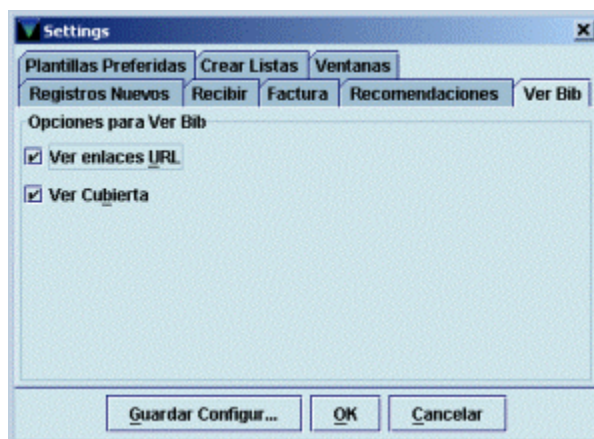 Settings
Plantillas Preferidas Crear Listas Ventanas
Registros Nuevos Recibir Factura Recomendaciones Ver Bib
Opciones para Ver Bib
Ver enlaces URL
Ver Cubierta
Guardar Configur... OK Cancelar